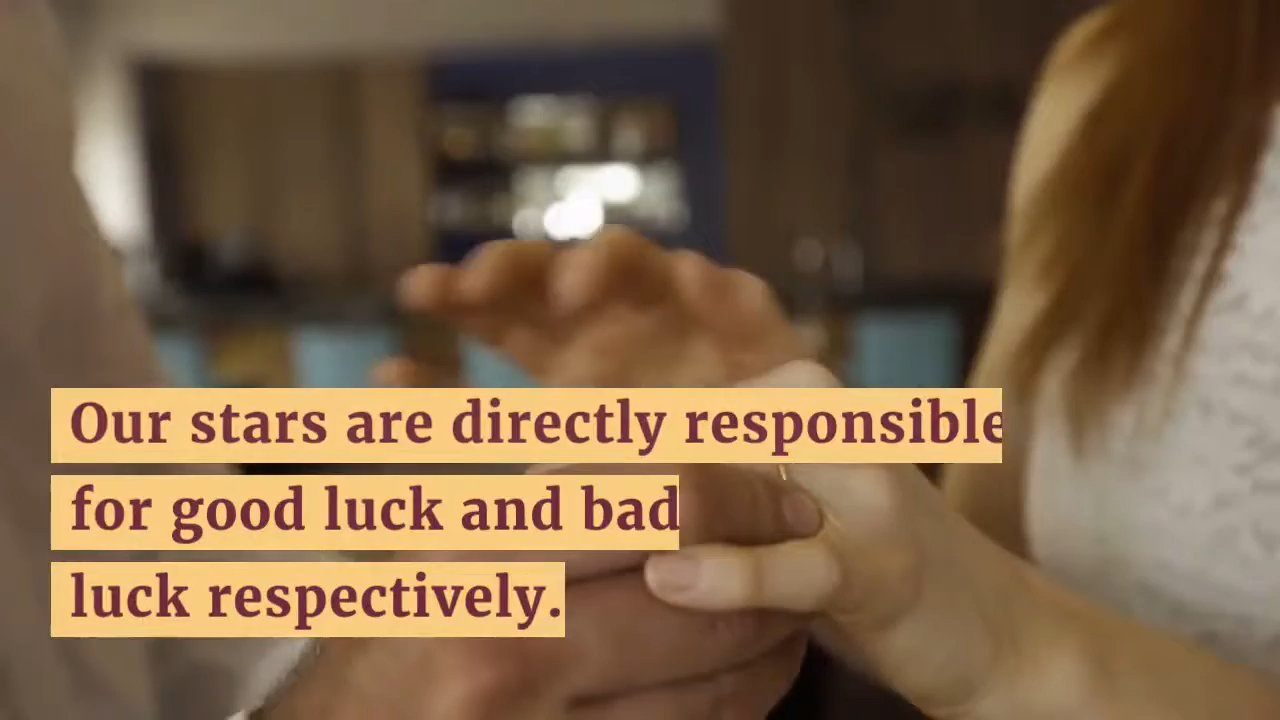 Our stars are directly responsible
for good luck and bad
luck respectively.